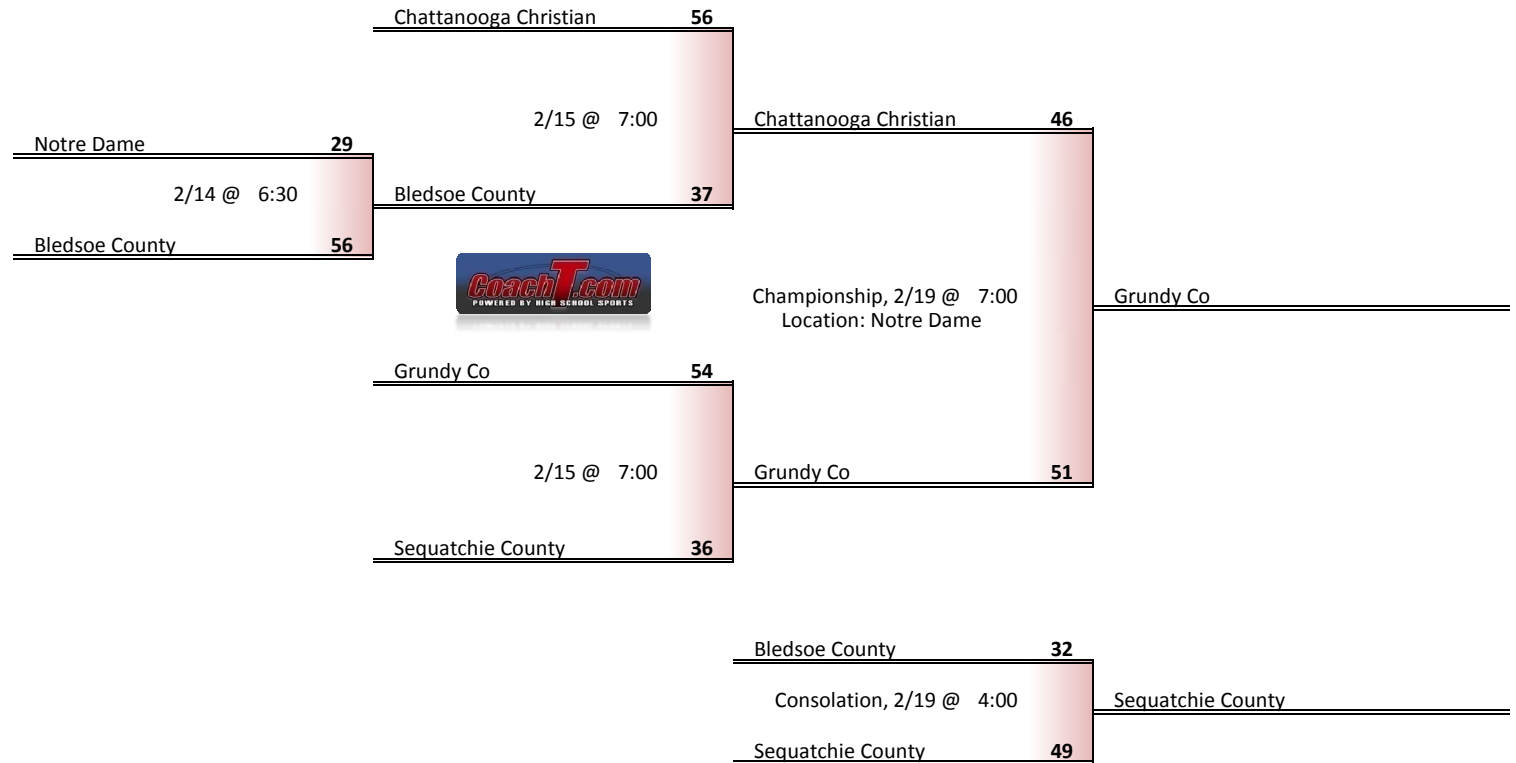 Chattanooga Christian 56
2/15 @ 7:00
Chattanooga Christian 46
Notre Dame 29
2/14 @ 6:30
Bledsoe County 37
Bledsoe County 56
CoachT.com
POWERED BY HIGH SCHOOL SPORTS
Championship, 2/19 @ 7:00
Location: Notre Dame
Grundy Co
Grundy Co 54
2/15 @ 7:00
Grundy Co 51
Sequatchie County 36
Bledsoe County 32
Consolation, 2/19 @ 4:00
Sequatchie County
Sequatchie County 49